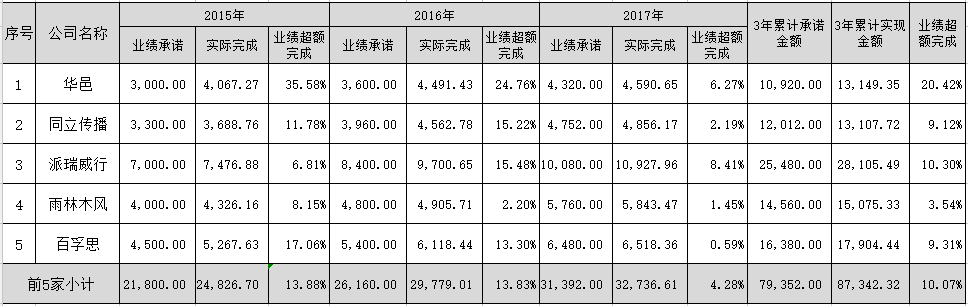 序号 公司名称 2015年 2016年 2017年 3年累计承诺金额 3年累计实现金额 业绩超额完成
业绩承诺 实际完成 业绩超额完成 业绩承诺 实际完成 业绩超额完成 业绩承诺 实际完成 业绩超额完成
1 华邑 3,000.00 4,067.27 35.58% 3,600.00 4,491.43 24.76% 4,320.00 4,590.65 6.27% 10,920.00 13,149.35 20.42%
2 同立传播 3,300.00 3,688.76 11.78% 3,960.00 4,562.78 15.22% 4,752.00 4,856.17 2.19% 12,012.00 13,107.72 9.12%
3 派瑞威行 7,000.00 7,476.88 6.81% 8,400.00 9,700.65 15.48% 10,080.00 10,927.96 8.41% 25,480.00 28,105.49 10.30%
4 雨林木风 4,000.00 4,326.16 8.15% 4,800.00 4,905.71 2.20% 5,760.00 5,843.47 1.45% 14,560.00 15,075.33 3.54%
5 百孚思 4,500.00 5,267.63 17.06% 5,400.00 6,118.44 13.30% 6,480.00 6,518.36 0.59% 16,380.00 17,904.44 9.31%
前5家小计 21,800.00 24,826.70 13.88% 26,160.00 29,779.01 13.83% 31,392.00 32,736.61 4.28% 79,352.00 87,342.32 10.07%